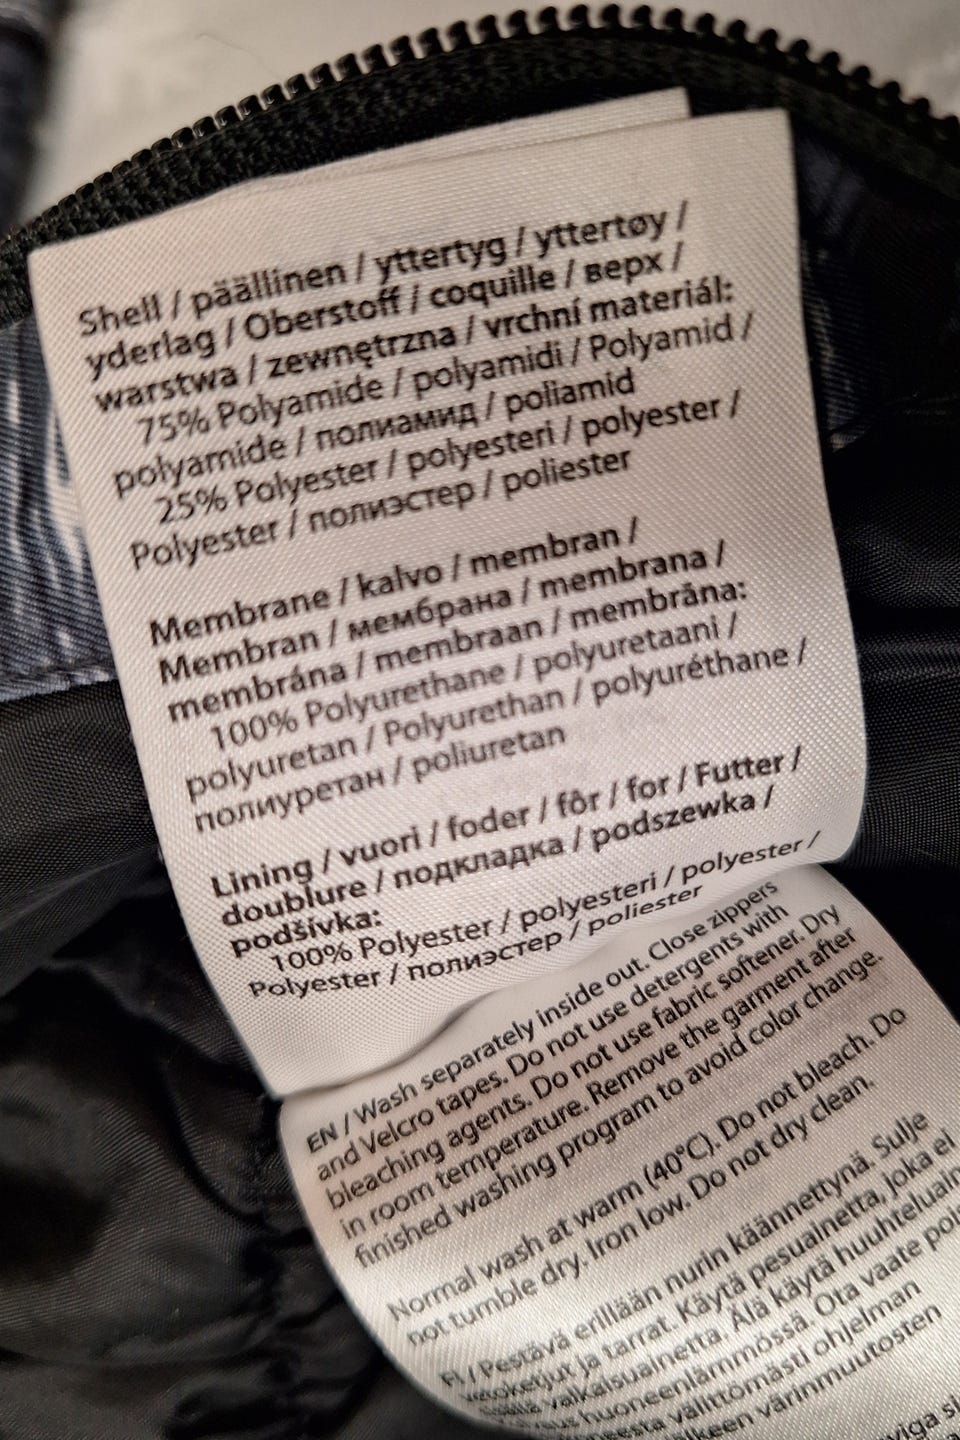 Shell / päällinen / yttertyg / yttertøy /
yderlag / Oberstoff / coquille / верх /
warstwa / zewnętrzna / vrchní materiál:
75% Polyamide / polyamidi / Polyamid /
polyamide / полиамид / poliamid
25% Polyester / polyesteri / polyester /
Polyester / полиэстер / poliester
Membrane / kalvo / membran /
Membran / мембрана / membrana /
membrána / membraan / membrāna:
100% Polyurethane / polyuretaani /
polyuretan / Polyurethan / polyuréthane /
полиуретан / poliuretan
Lining / vuori / foder / fôr / for / Futter /
doublure / подкладка / podszewka /
podšívka:
100% Polyester / polyesteri / polyester /
Polyester / полиэстер / poliester
EN / Wash separately inside out. Close zippers
and Velcro tapes. Do not use detergents with
bleaching agents. Do not use fabric softener. Dry
in room temperature. Remove the garment after
finished washing program to avoid color change.
Normal wash at warm (40°C). Do not bleach. Do
not tumble dry. Iron low. Do not dry clean.
FI / Pestävä erillään nurin käännettynä. Sulje
vetoketjut ja tarrat. Käytä pesuainetta, joka ei
sisällä valkaisuainetta. Älä käytä
huoneenlämmössä. Ota vaate
välittömästi ohjelman
värinmuutosten